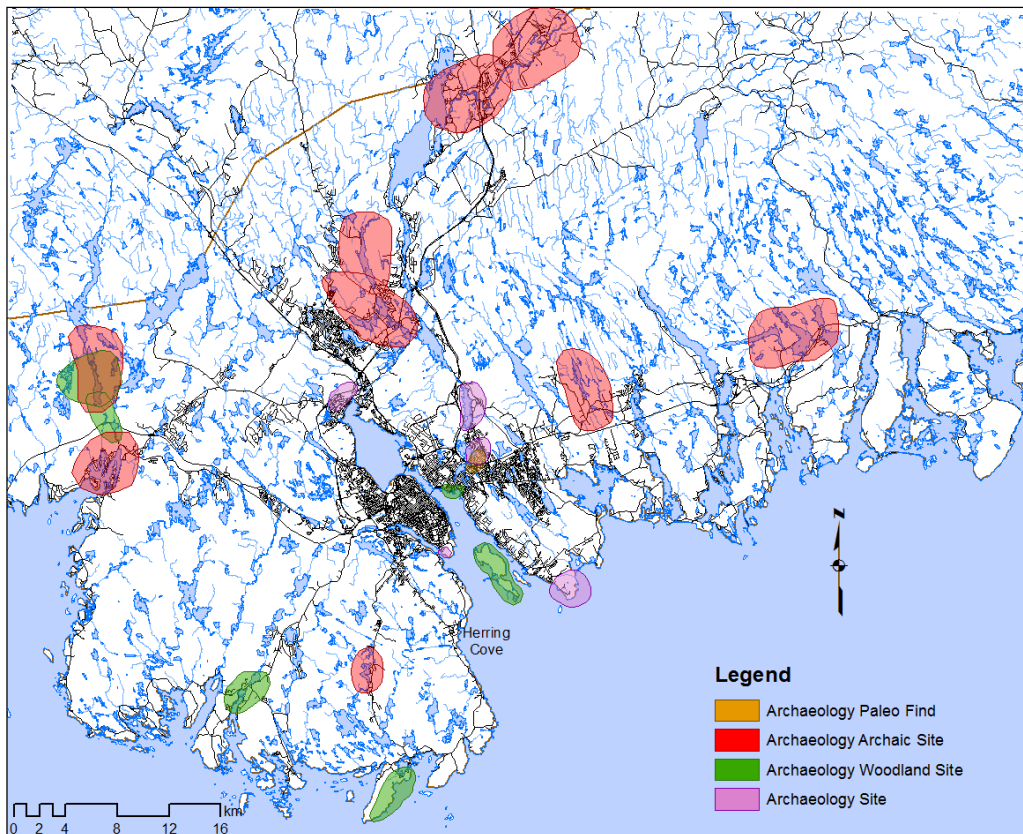 z
Herring
Cove
Legend
Archaeology Paleo Find
Archaeology Archaic Site
Archaeology Woodland Site
Archaeology Site
km
0 2 4 8 12 16